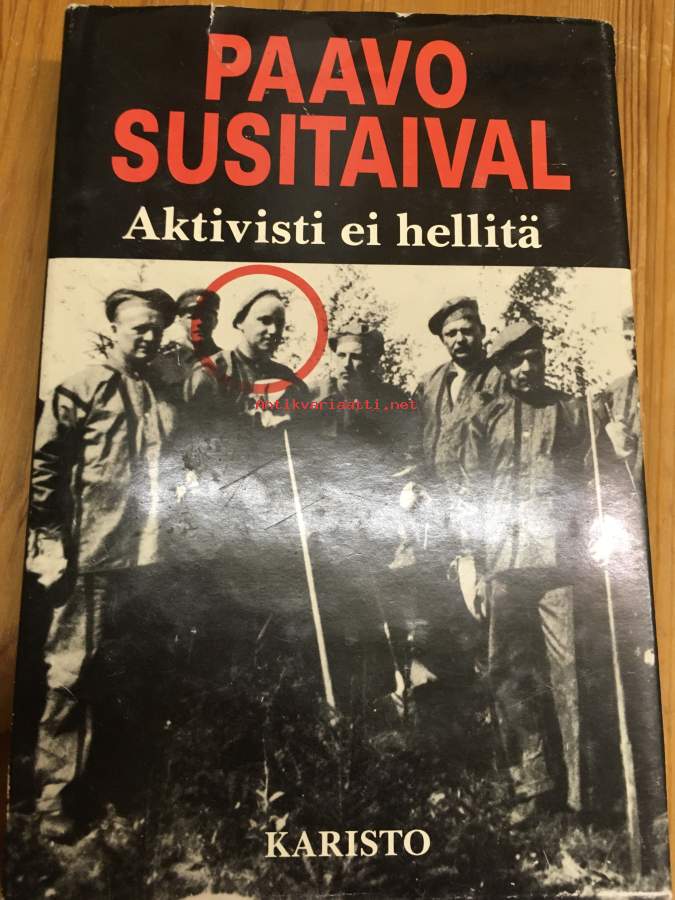 PAAVO
SUSITAIVAL
Aktivisti ei hellitä
Antikvariaatti.net
KARISTO